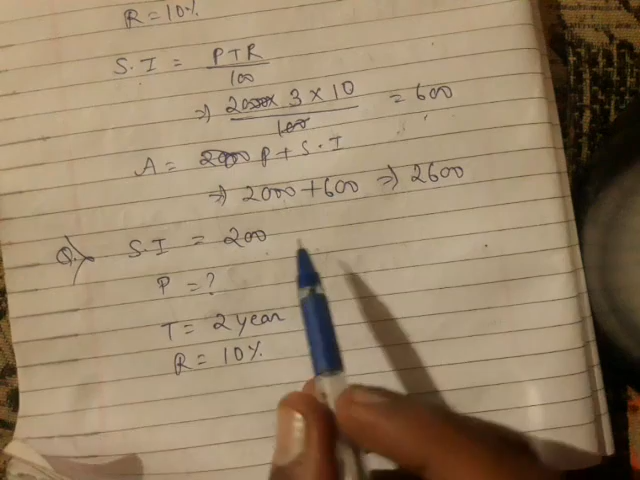 R = 10%
S.I = PTR
100
⇒ 2000 × 3 × 10 = 600
100
A = P + S.I
⇒ 2000 + 600 ⇒ 2600
Q.) S.I = 200
P = ?
T = 2 year
R = 10%